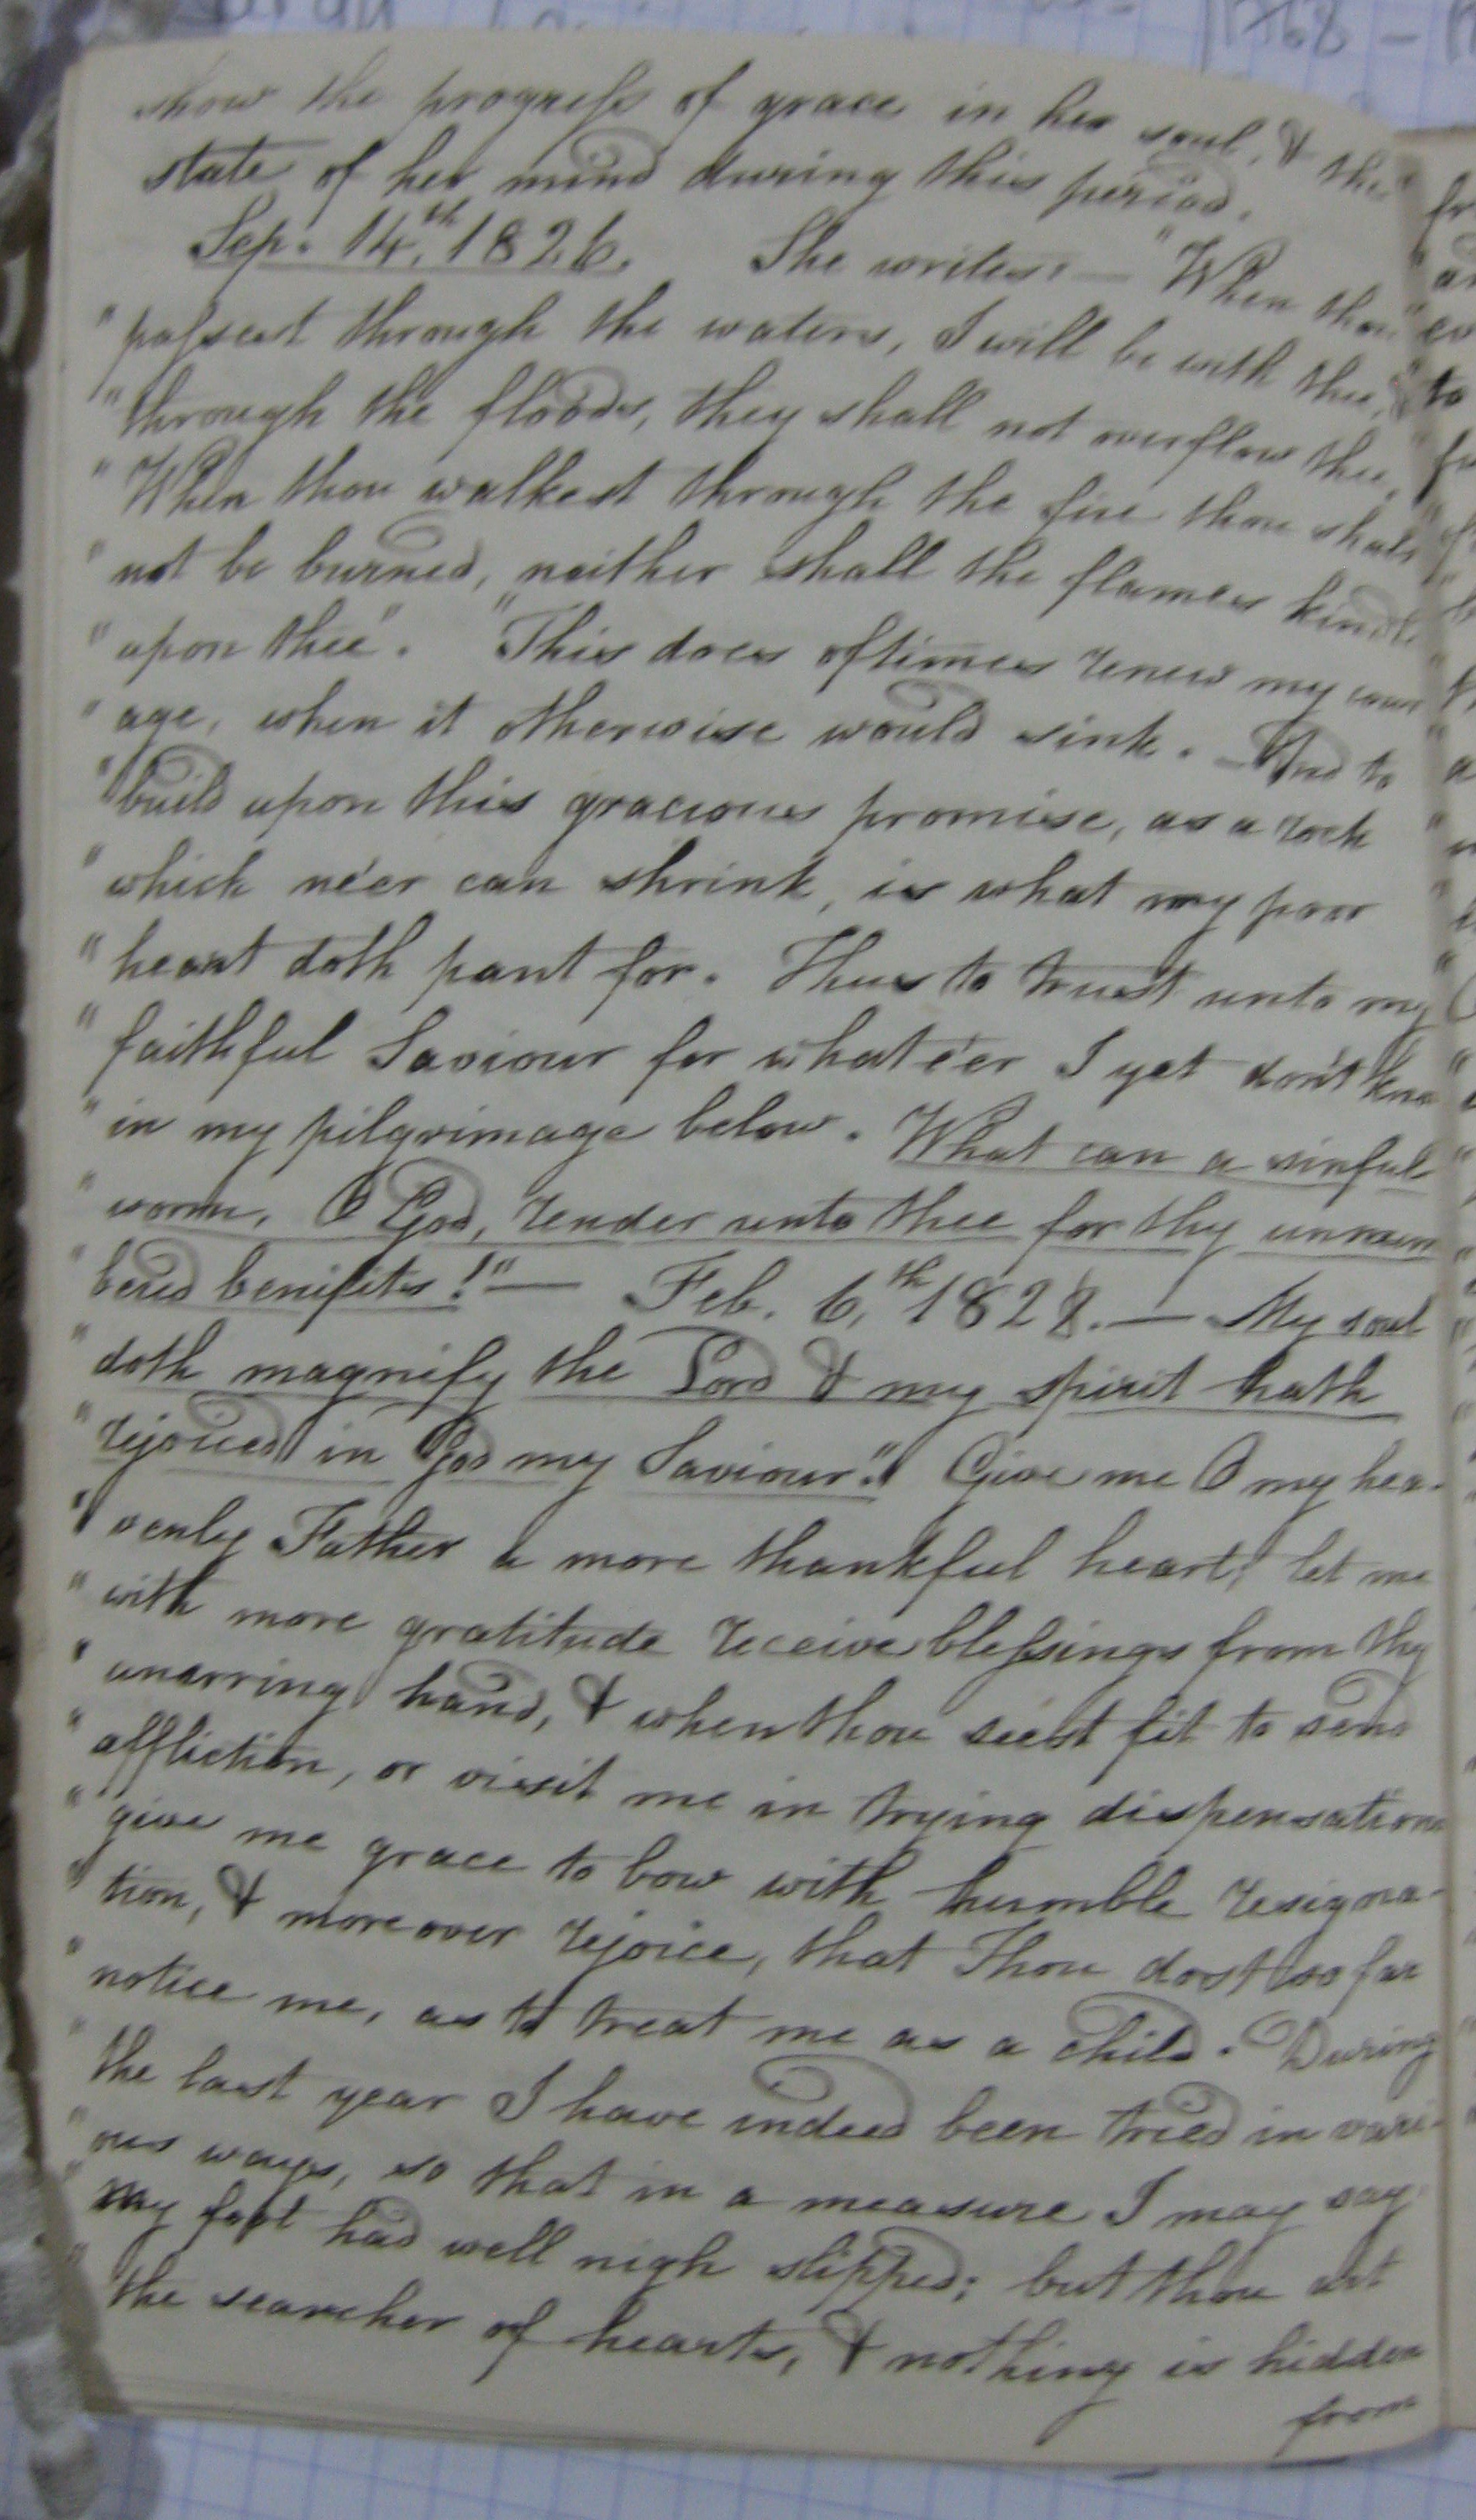 1768 –
show the progress of grace in her soul, & the
state of her mind during this period.
Sep. 14th, 1826. She writes:— "When thou
" passest through the waters, I will be with thee, &
" through the floods, they shall not overflow thee,
" When thou walkest through the fire thou shalt
" not be burned, neither shall the flames kindle
" upon thee". "This does oftimes renew my cour
" age, when it otherwise would sink. And to
" build upon this gracious promise, as a rock
" which ne'er can shrink, is what my poor
" heart doth pant for. Thus to trust unto my
" faithful Saviour for whate'er I yet don't know
" in my pilgrimage below. What can a sinful
" worm, O God, render unto thee for thy unnum
" bered benifits!"— Feb. 6,th 1828.— My soul
" doth magnify the Lord & my spirit hath
" rejoiced in God my Saviour." Give me O my hea-
" venly Father a more thankful heart; let me
" with more gratitude receive blessings from thy
" unarring hand, & when thou seest fit to send
" affliction, or visit me in trying dispensations
" give me grace to bow with humble resigna-
" tion, & moreover rejoice, that Thou dost so far
" notice me, as to treat me as a child. During
" the last year I have indeed been tried in vari-
" ous ways, so that in a measure I may say
" My foot had well nigh slipped; but thou art
" the searcher of hearts, & nothing is hidden
from